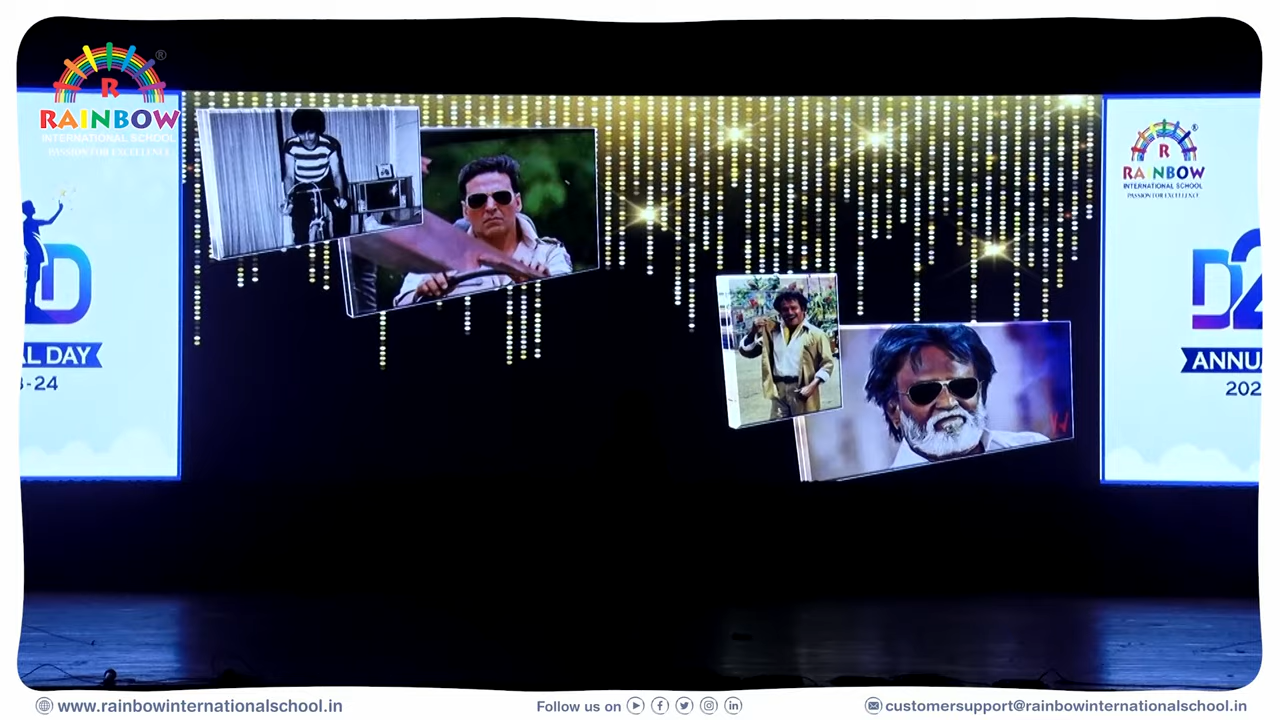 R
RAINBOW
INTERNATIONAL SCHOOL
PASSION FOR EXCELLENCE
D
AL DAY
-24
R
RAINBOW
INTERNATIONAL SCHOOL
PASSION FOR EXCELLENCE
D2
ANNU
202
www.rainbowinternationalschool.in
Follow us on
customersupport@rainbowinternationalschool.in